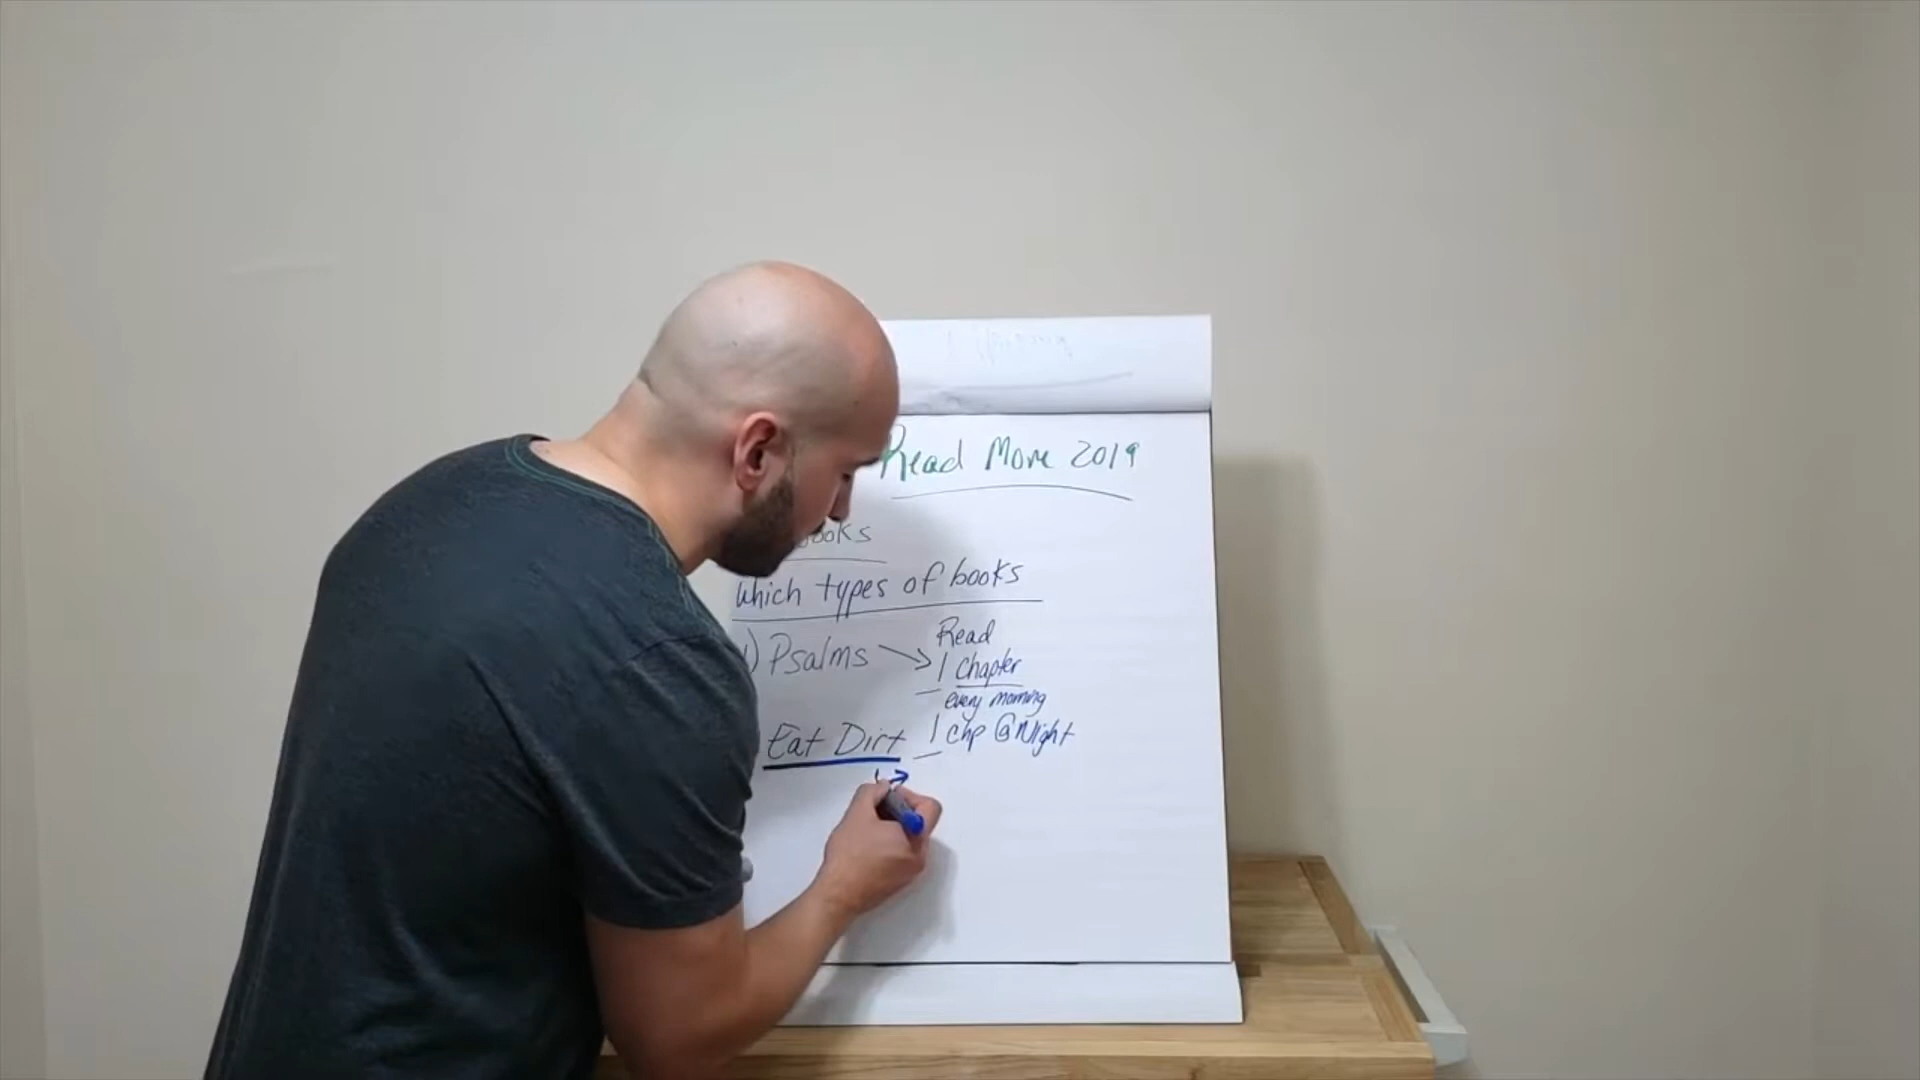 Read More 2019
books
which types of books
1) Psalms → Read
1 chapter
every morning
1 chp @Night
Eat Dirt